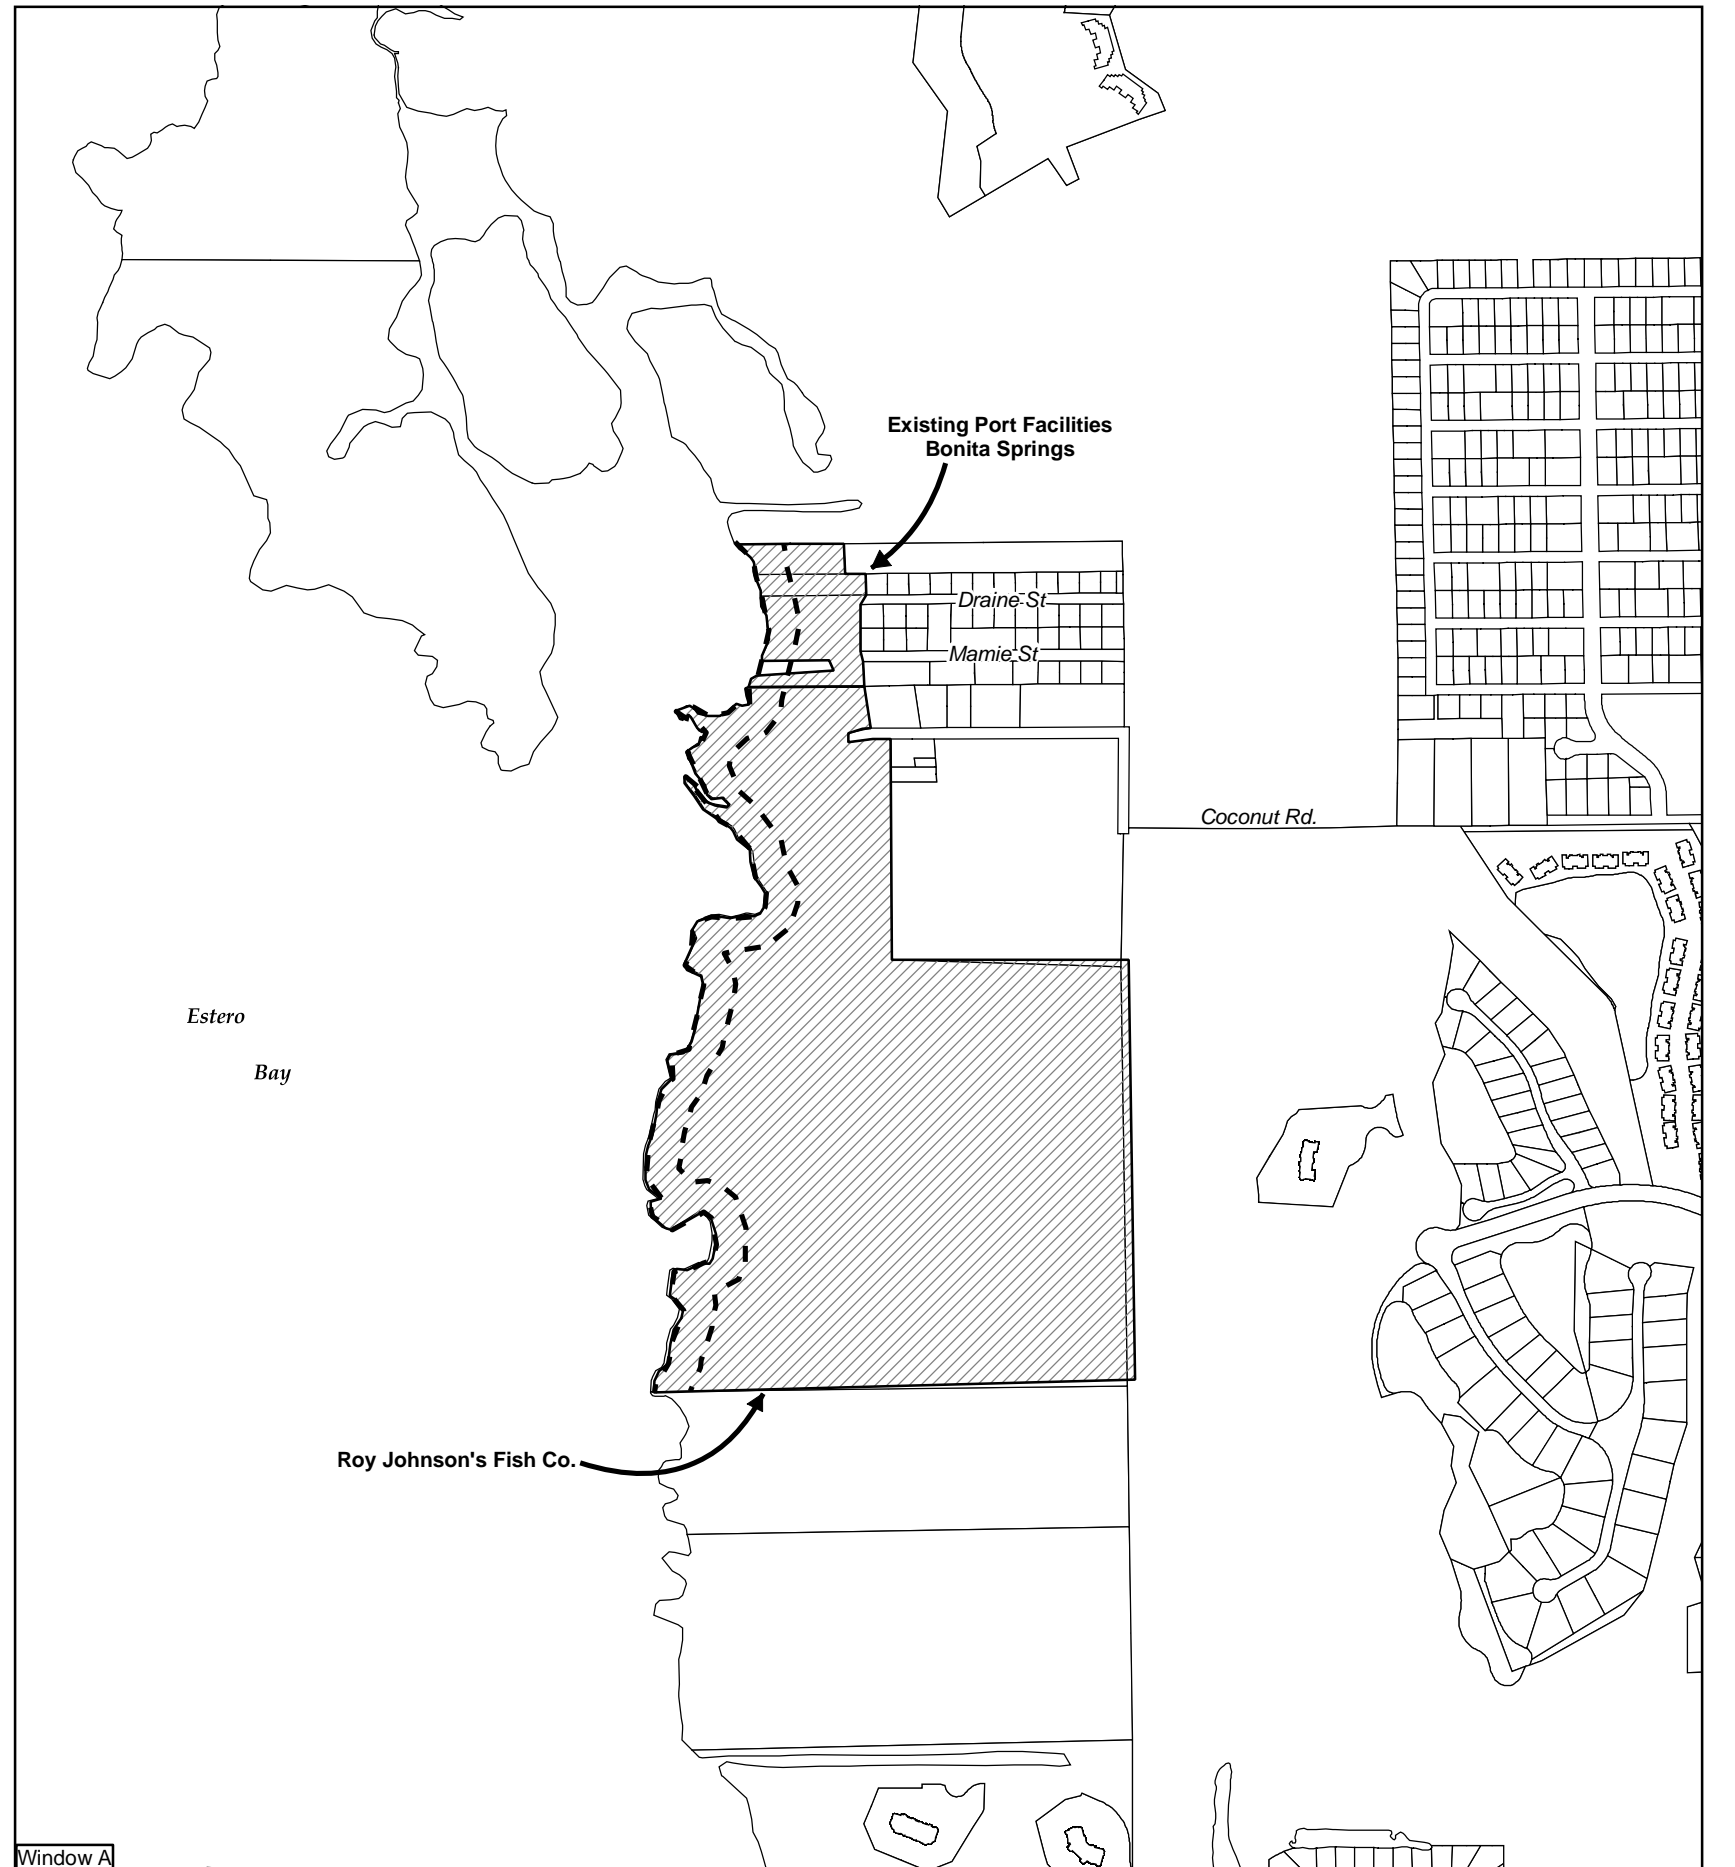 Existing Port Facilities
Bonita Springs
Draine St
Mamie St
Coconut Rd.
Estero
Bay
Roy Johnson's Fish Co.
Window A